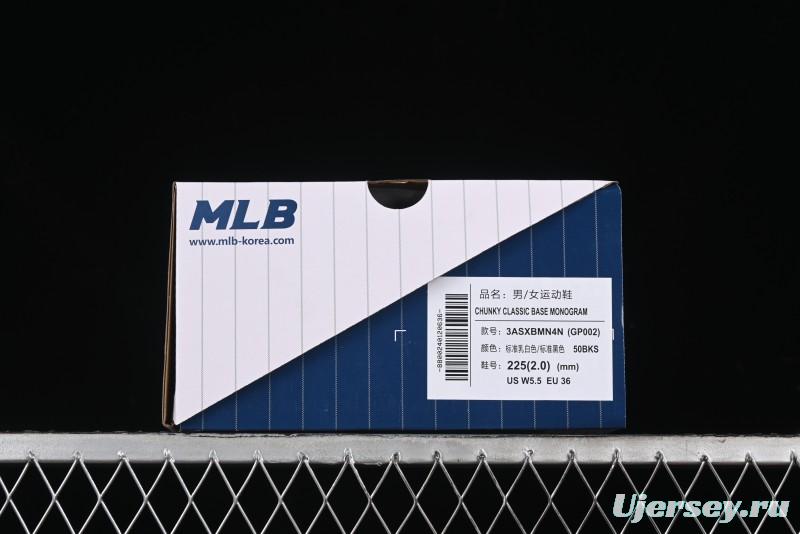 MLB
www.mlb-korea.com
品名：男/女运动鞋
CHUNKY CLASSIC BASE MONOGRAM
款号：3ASXBMN4N (GP002)
颜色：标准乳白色/标准黑色 50BKS
鞋号：225(2.0) (mm)
US W5.5 EU 36
-8800240120636-
Ujersey.ru